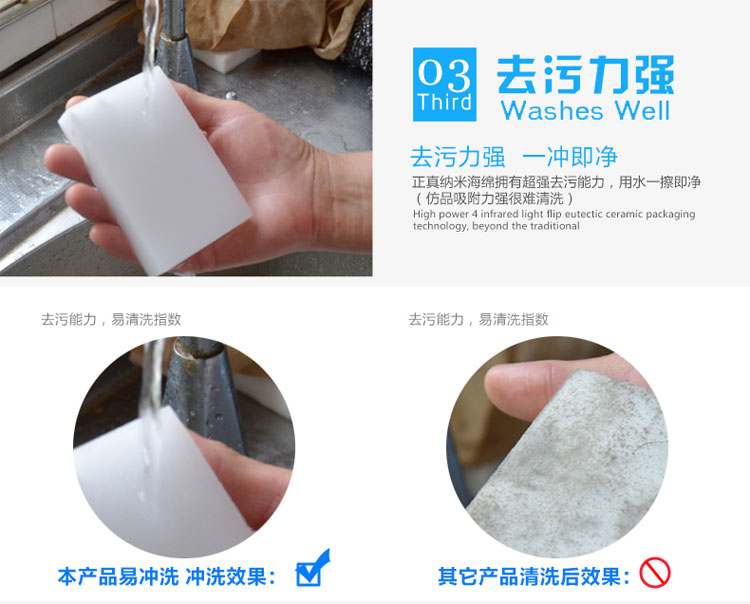 03
Third
去污力强
Washes Well
去污力强 一冲即净
正真纳米海绵拥有超强去污能力，用水一擦即净
（仿品吸附力强很难清洗）
High power 4 infrared light flip eutectic ceramic packaging
technology, beyond the traditional
去污能力，易清洗指数
去污能力，易清洗指数
本产品易冲洗 冲洗效果：
其它产品清洗后效果：